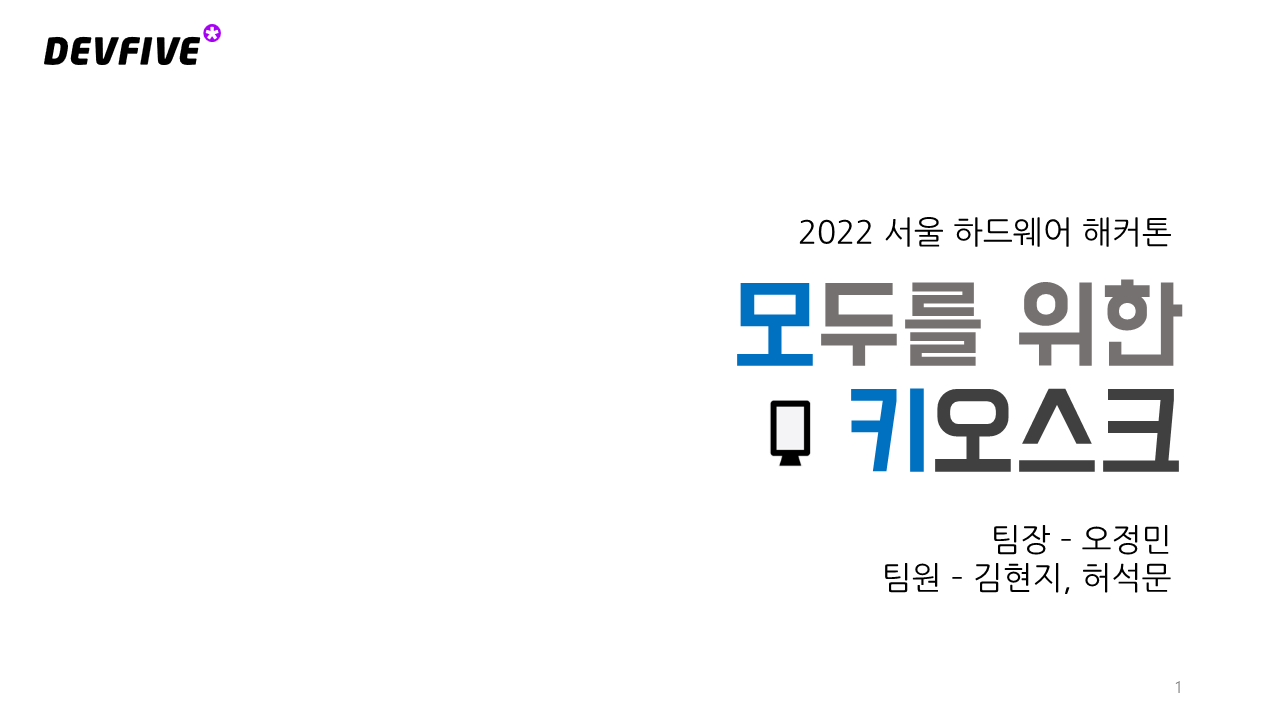 DEVFIVE
2022 서울 하드웨어 해커톤
모두를 위한
키오스크
팀장 - 오정민
팀원 - 김현지, 허석문
1